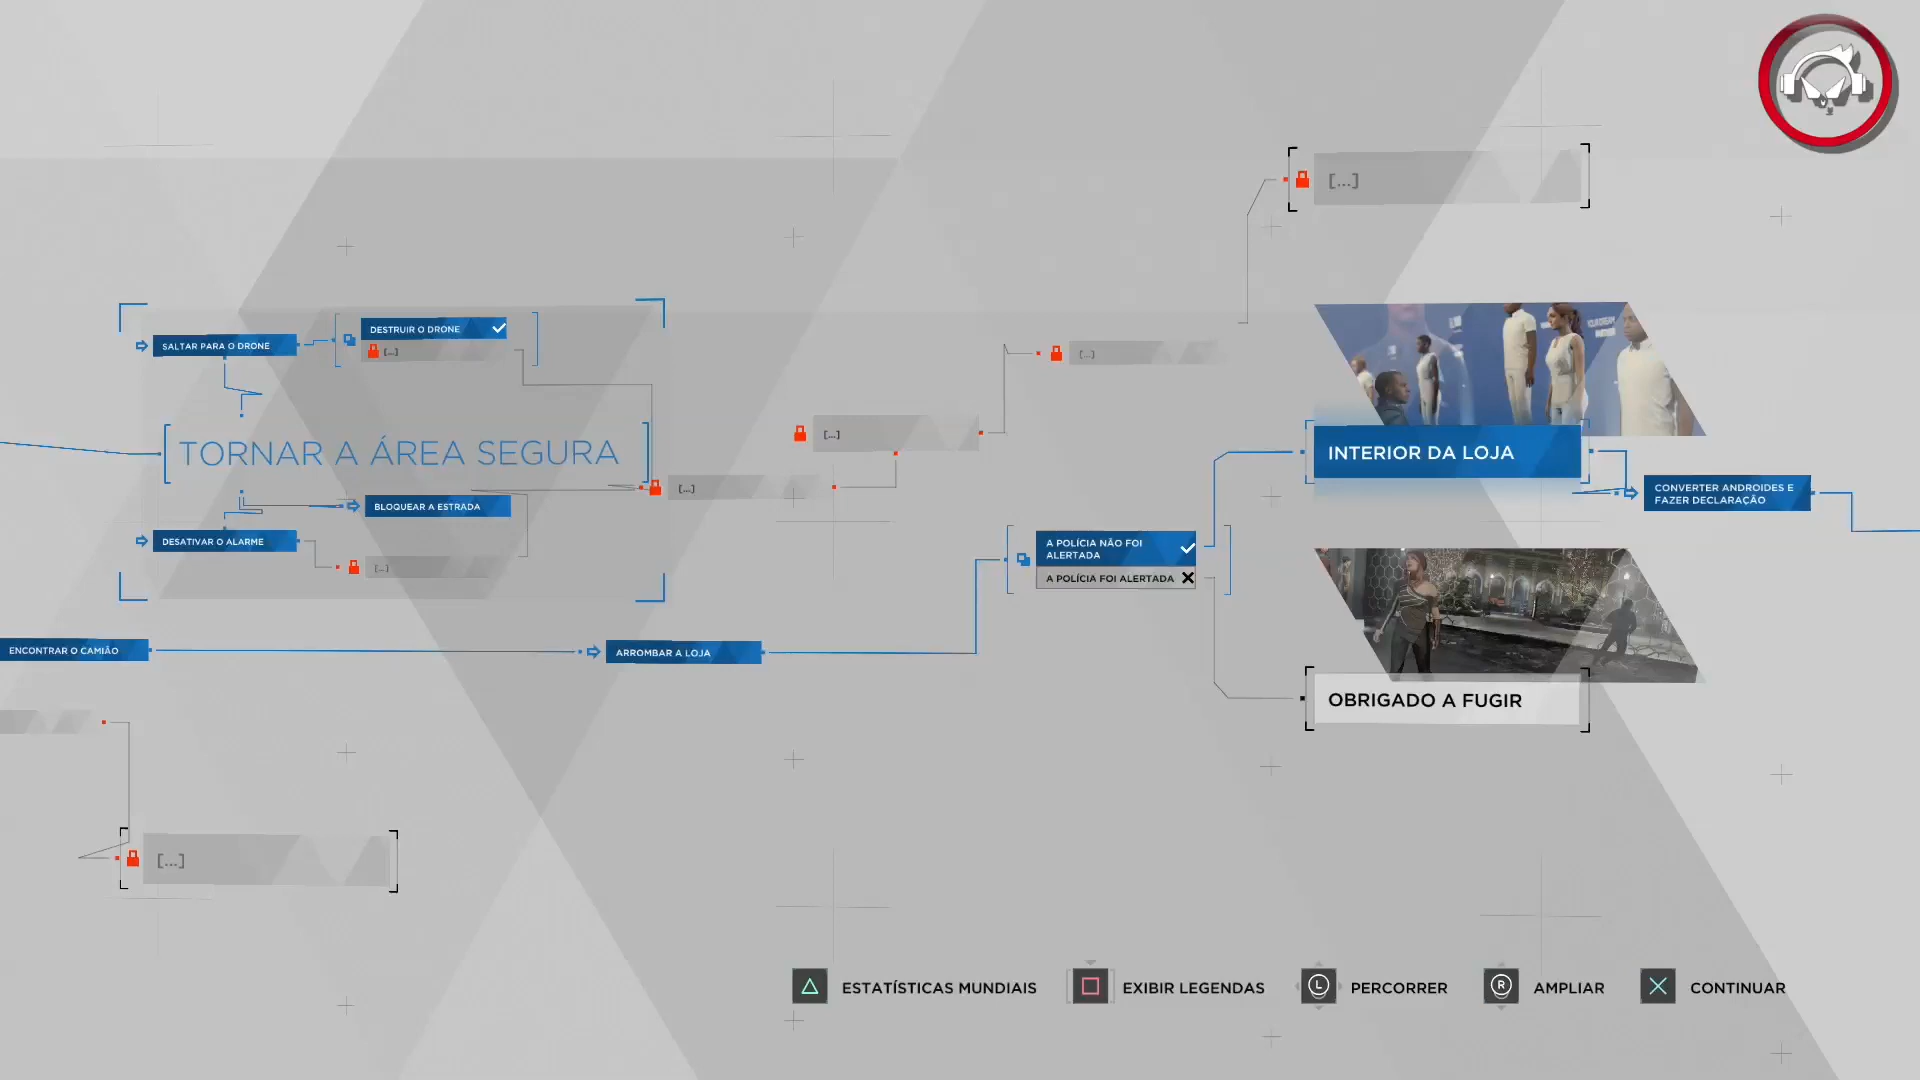 [...]
DESTRUIR O DRONE
SALTAR PARA O DRONE
[...]
[...]
[...]
TORNAR A ÁREA SEGURA
INTERIOR DA LOJA
[...]
CONVERTER ANDROIDES E
FAZER DECLARAÇÃO
BLOQUEAR A ESTRADA
DESATIVAR O ALARME
A POLÍCIA NÃO FOI
ALERTADA
[...]
A POLÍCIA FOI ALERTADA
ENCONTRAR O CAMIÃO
ARROMBAR A LOJA
OBRIGADO A FUGIR
[...]
ESTATÍSTICAS MUNDIAIS
EXIBIR LEGENDAS
L
PERCORRER
R
AMPLIAR
CONTINUAR